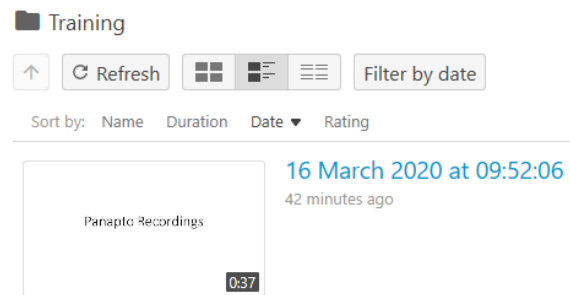 Training
Refresh
Filter by date
Sort by: Name Duration Date Rating
16 March 2020 at 09:52:06
42 minutes ago
Panapto Recordings
0:37